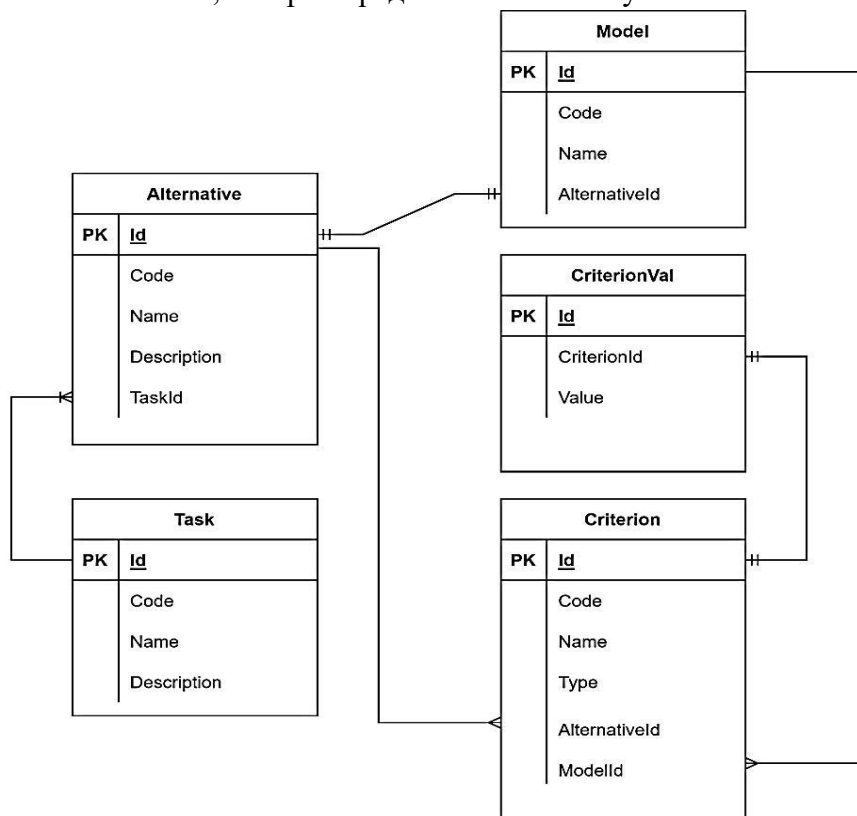 Model
PK Id
Code
Name
AlternativeId
Alternative
PK Id
Code
Name
Description
TaskId
CriterionVal
PK Id
CriterionId
Value
Task
PK Id
Code
Name
Description
Criterion
PK Id
Code
Name
Type
AlternativeId
ModelId